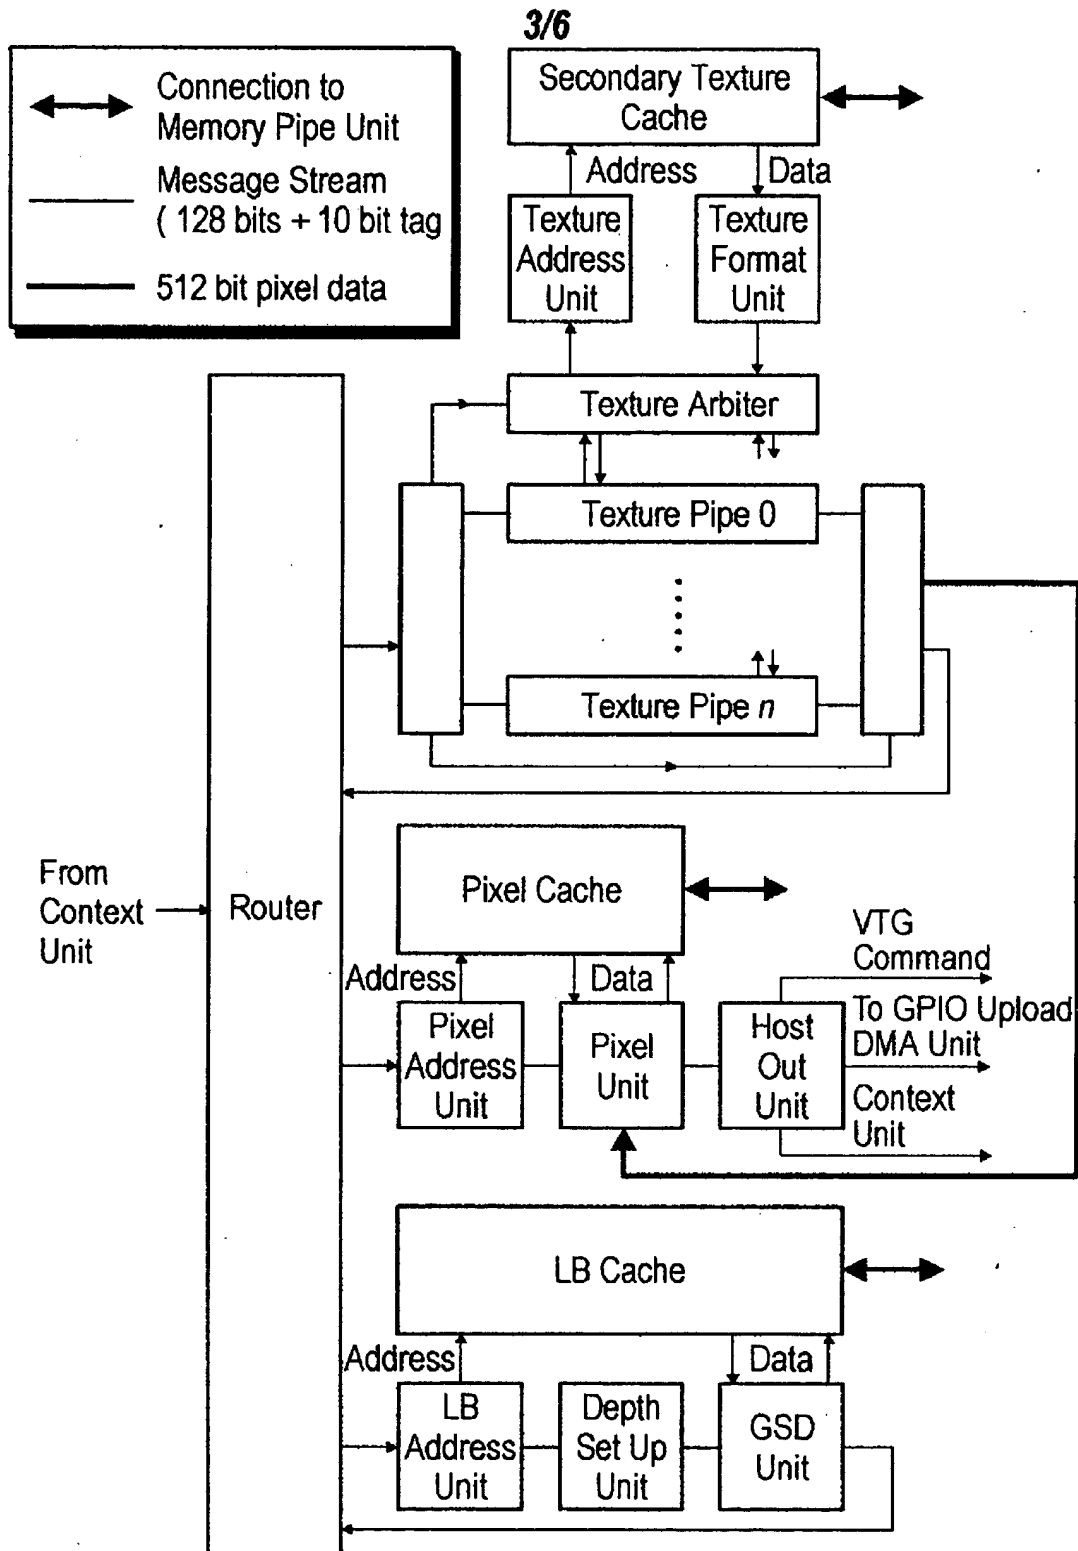 3/6
Connection to
Memory Pipe Unit
Message Stream
( 128 bits + 10 bit tag
512 bit pixel data
Secondary Texture
Cache
Address
Data
Texture
Address
Unit
Texture
Format
Unit
Texture Arbiter
Texture Pipe 0
Texture Pipe n
From
Context
Unit
Router
Pixel Cache
Address
Data
Pixel
Address
Unit
Pixel
Unit
Host
Out
Unit
VTG
Command
To GPIO Upload
DMA Unit
Context
Unit
LB Cache
Address
Data
LB
Address
Unit
Depth
Set Up
Unit
GSD
Unit